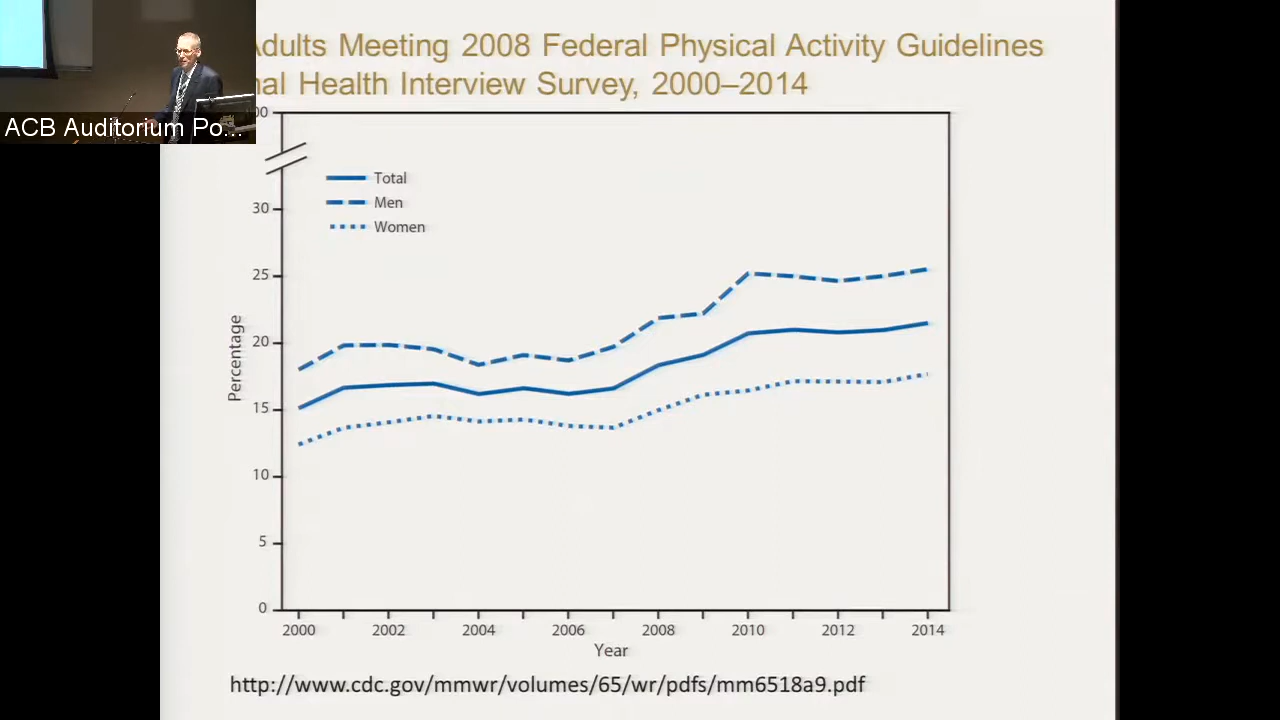 Adults Meeting 2008 Federal Physical Activity Guidelines
Health Interview Survey, 2000–2014
ACB Auditorium Po...
Total
Men
Women
30
25
20
15
10
5
0
Percentage
2000 2002 2004 2006 2008 2010 2012 2014
Year
http://www.cdc.gov/mmwr/volumes/65/wr/pdfs/mm6518a9.pdf